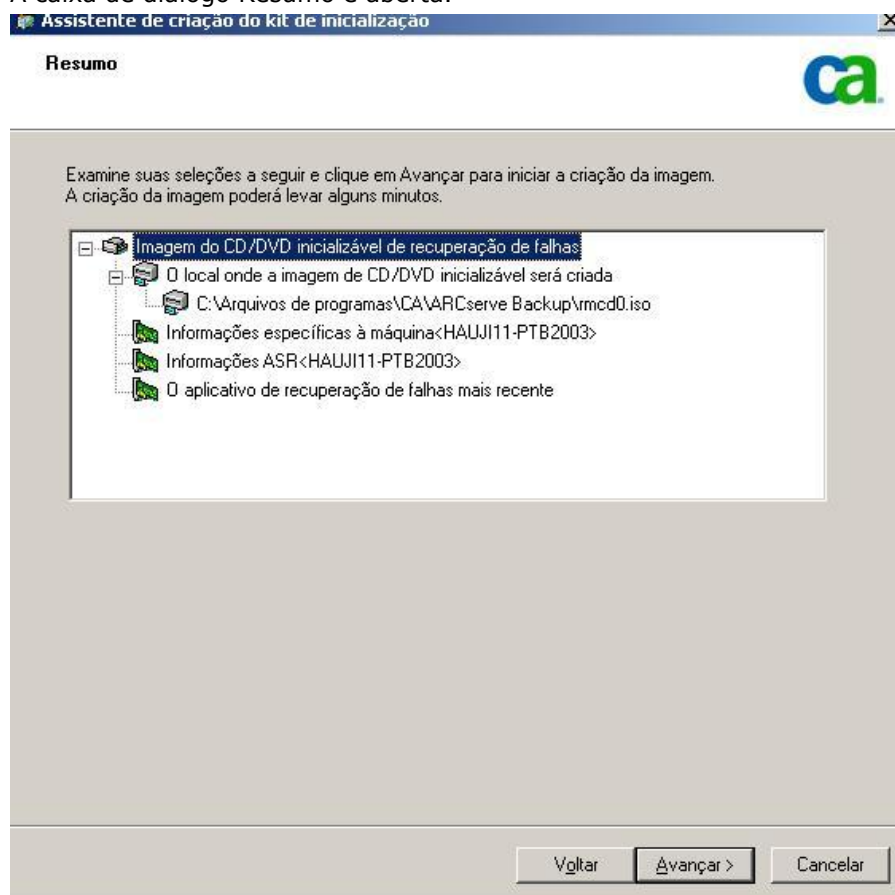 A caixa de diálogo Resumo é aberta.
Assistente de criação do kit de inicialização
Resumo
ca
Examine suas seleções a seguir e clique em Avançar para iniciar a criação da imagem.
A criação da imagem poderá levar alguns minutos.
Imagem do CD/DVD inicializável de recuperação de falhas
O local onde a imagem de CD/DVD inicializável será criada
C:\Arquivos de programas\CA\ARCserve Backup\rmcd0.iso
Informações específicas à máquina<HAUJI11-PTB2003>
Informações ASR<HAUJI11-PTB2003>
O aplicativo de recuperação de falhas mais recente
Voltar Avançar > Cancelar